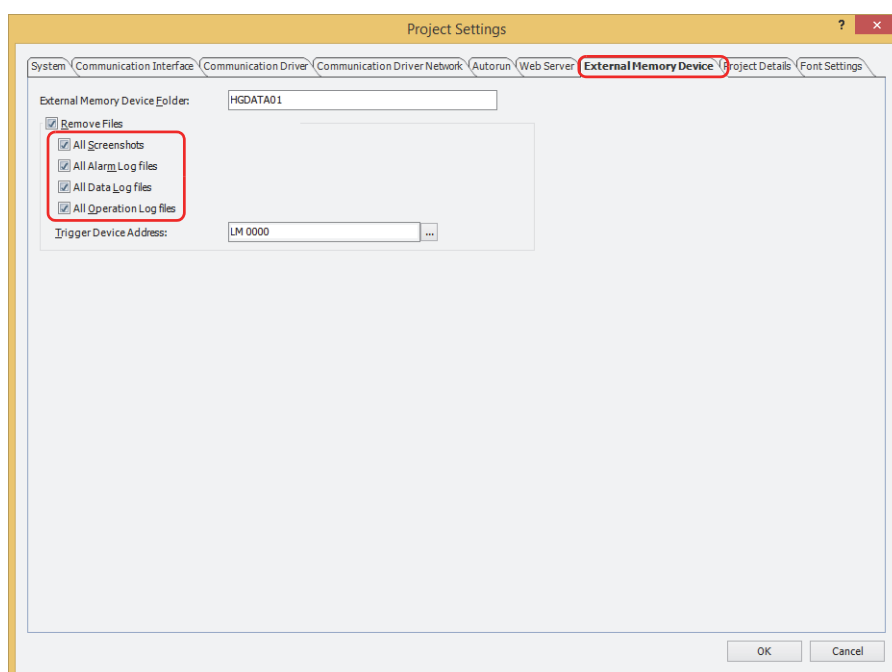 Project Settings
?
System Communication Interface Communication Driver Communication Driver Network Autorun Web Server External Memory Device Project Details Font Settings
External Memory Device Folder: HGDATA01
Remove Files
All Screenshots
All Alarm Log files
All Data Log files
All Operation Log files
Trigger Device Address: LM 0000 ...
OK Cancel